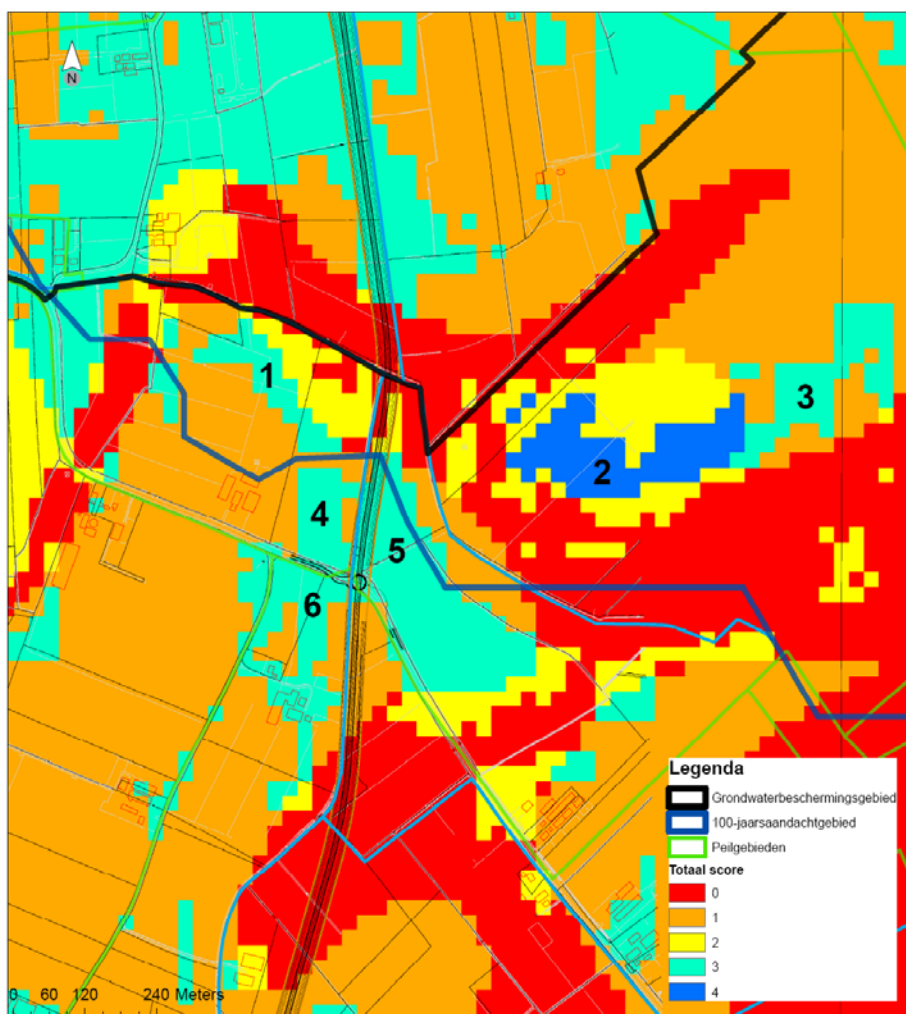 N
1
2
3
4
5
6
Legenda
Grondwaterbeschermingsgebied
100-jaarsaandachtgebied
Peilgebieden
Totaal score
0
1
2
3
4
0 60 120 240 Meters